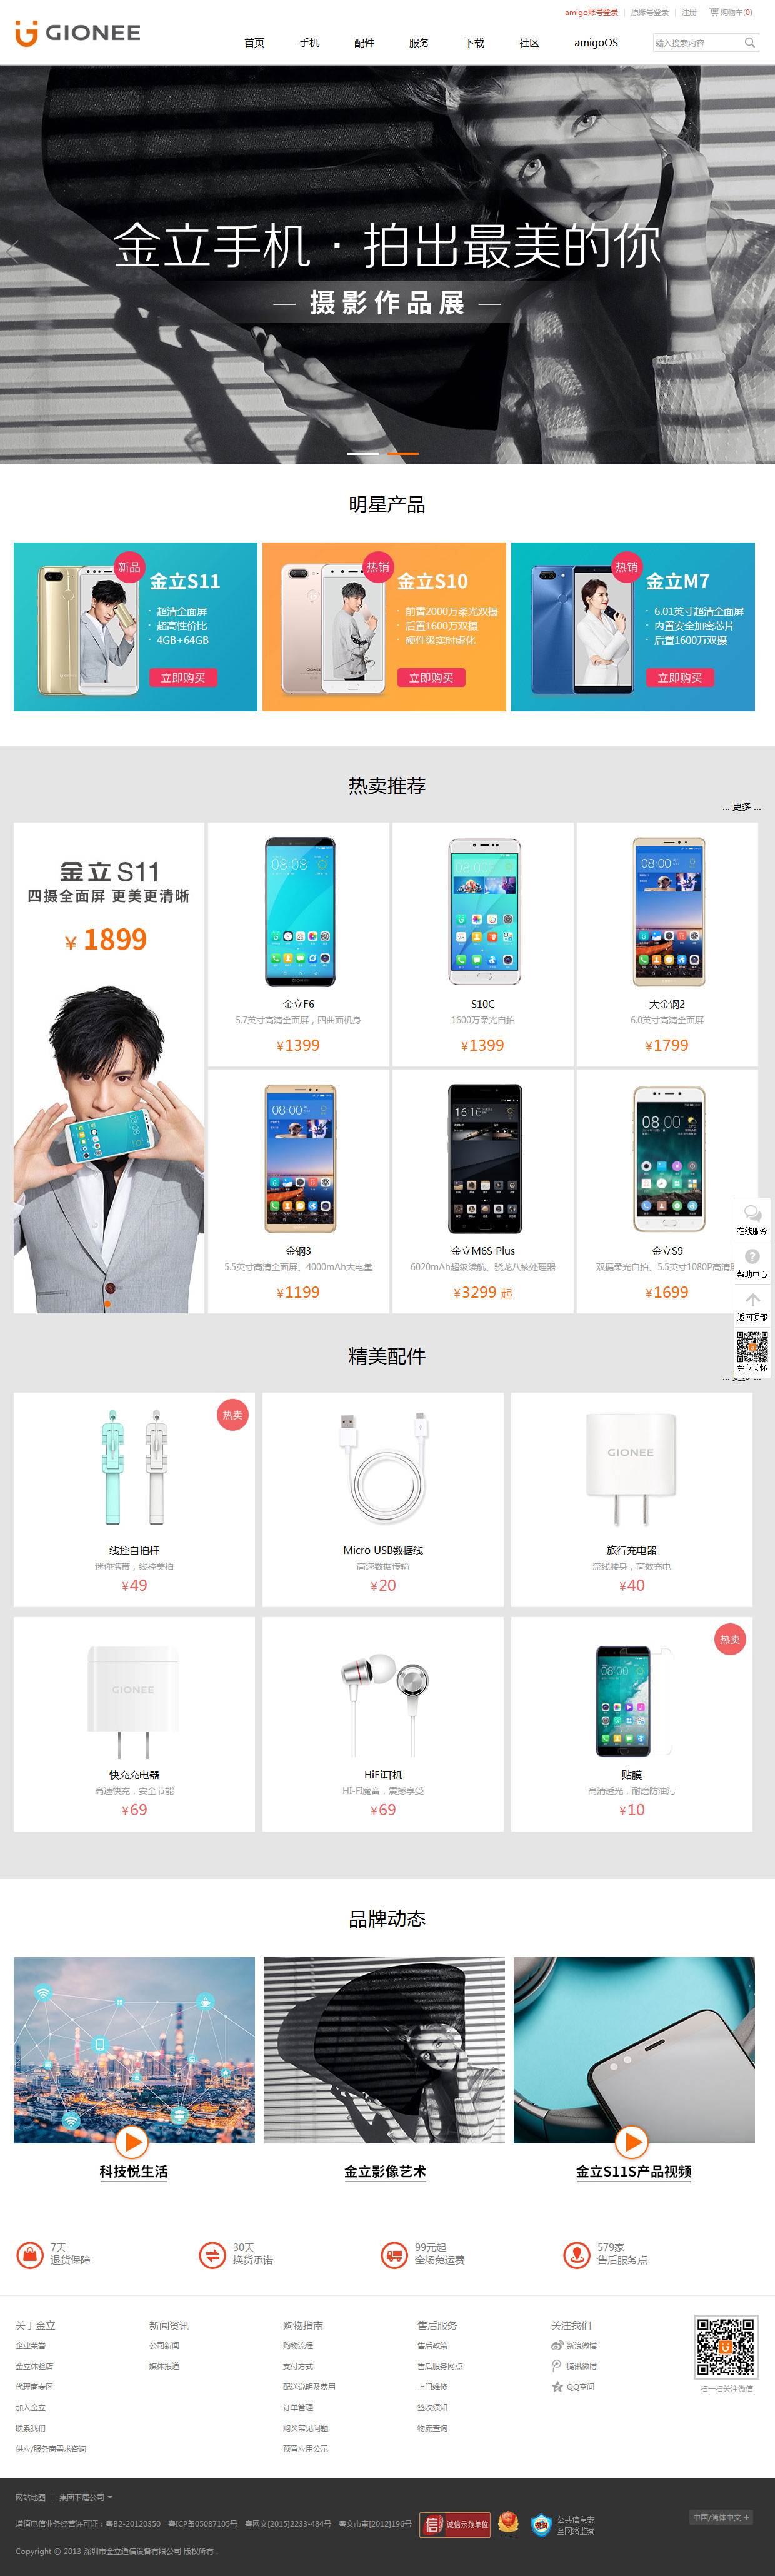 amigo账号登录 | 原账号登录 | 注册 购物车(0)
GIONEE
首页 手机 配件 服务 下载 社区 amigoOS
输入搜索内容
金立手机·拍出最美的你
— 摄影作品展 —
明星产品
新品
金立S11
· 超清全面屏
· 超高性价比
· 4GB+64GB
立即购买
热销
金立S10
· 前置2000万柔光双摄
· 后置1600万双摄
· 硬件级实时虚化
立即购买
热销
金立M7
· 6.01英寸超清全面屏
· 内置安全加密芯片
· 后置1600万双摄
立即购买
热卖推荐
... 更多 ...
金立S11
四摄全面屏 更美更清晰
¥ 1899
金立F6
5.7英寸高清全面屏，四曲面机身
¥1399
S10C
1600万柔光自拍
¥1399
大金钢2
6.0英寸高清全面屏
¥1799
金钢3
5.5英寸高清全面屏、4000mAh大电量
¥1199
金立M6S Plus
6020mAh超级续航、骁龙八核处理器
¥3299 起
金立S9
双摄柔光自拍、5.5英寸1080P高清
¥1699
在线服务
帮助中心
返回顶部
金立关怀
精美配件
热卖
线控自拍杆
迷你携带，线控美拍
¥49
Micro USB数据线
高速数据传输
¥20
GIONEE
旅行充电器
流线腰身，高效充电
¥40
GIONEE
快充充电器
高速快充，安全节能
¥69
HiFi耳机
HI-FI魔音，震撼享受
¥69
热卖
贴膜
高清透光，耐磨防油污
¥10
品牌动态
科技悦生活
金立影像艺术
金立S11S产品视频
7天
退货保障
30天
换货承诺
99元起
全场免运费
579家
售后服务点
关于金立
企业荣誉
金立体验店
代理商专区
加入金立
联系我们
供应/服务商需求咨询
新闻资讯
公司新闻
媒体报道
购物指南
购物流程
支付方式
配送说明及费用
订单管理
购买常见问题
预置应用公示
售后服务
售后政策
售后服务网点
上门维修
签收须知
物流查询
关注我们
新浪微博
腾讯微博
QQ空间
扫一扫关注微信
网站地图 | 集团下属公司
增值电信业务经营许可证：粤B2-20120350 粤ICP备05087105号 粤网文[2015]2233-484号 粤文市审[2012]196号
信 诚信示范单位
公共信息安
全网络监察
中国/简体中文 +
Copyright © 2013 深圳市金立通信设备有限公司 版权所有 .